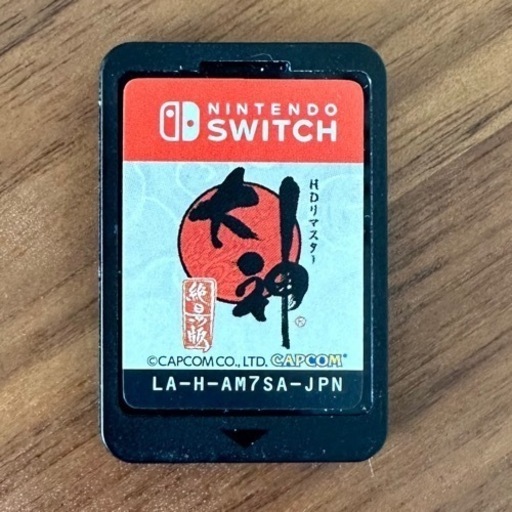 NINTENDO
SWITCH
HDリマスター
大神
絶景版
©CAPCOM CO., LTD. CAPCOM
LA-H-AM7SA-JPN